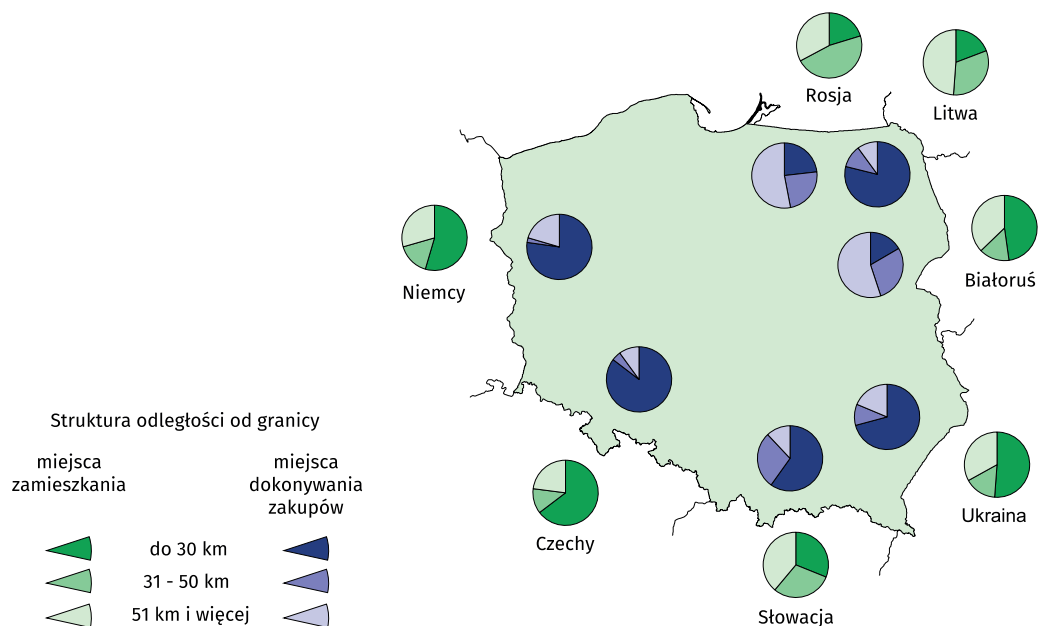 Rosja
Litwa
Niemcy
Białoruś
Struktura odległości od granicy
miejsca
zamieszkania
miejsca
dokonywania
zakupów
Czechy
Ukraina
do 30 km
31 - 50 km
51 km i więcej
Słowacja